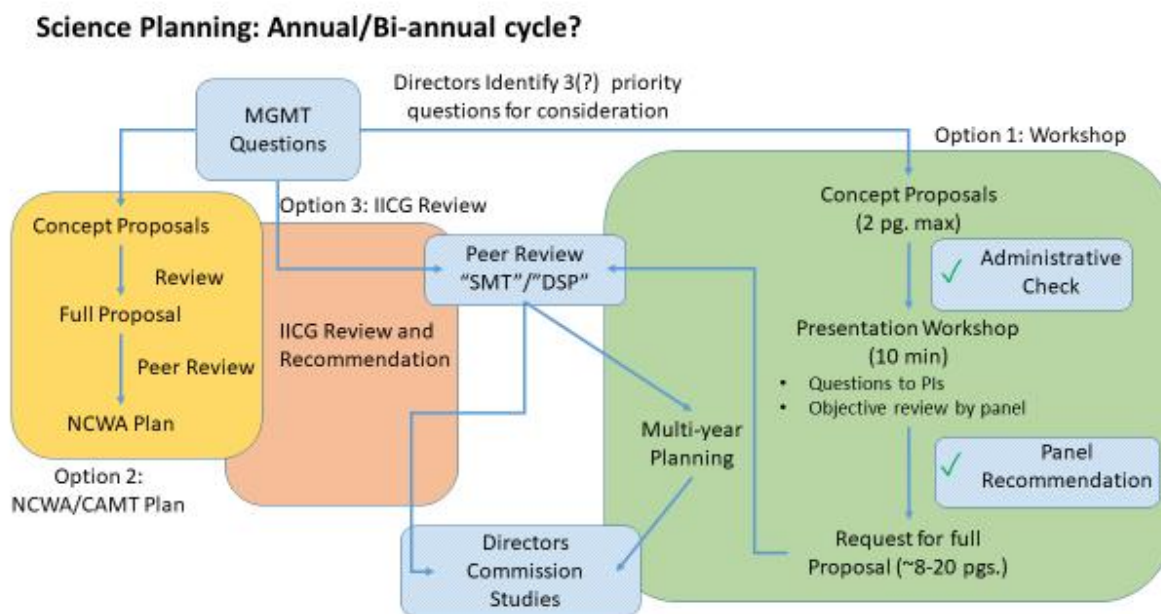 Science Planning: Annual/Bi-annual cycle?
Directors Identify 3(?) priority
questions for consideration
MGMT
Questions
Option 1: Workshop
Concept Proposals
(2 pg. max)
✓ Administrative
Check
Presentation Workshop
(10 min)
• Questions to PIs
• Objective review by panel
✓ Panel
Recommendation
Request for full
Proposal (~8-20 pgs.)
Option 3: IICG Review
Peer Review
“SMT”/”DSP”
IICG Review and
Recommendation
Multi-year
Planning
Directors
Commission
Studies
Concept Proposals
Review
Full Proposal
Peer Review
NCWA Plan
Option 2:
NCWA/CAMT Plan